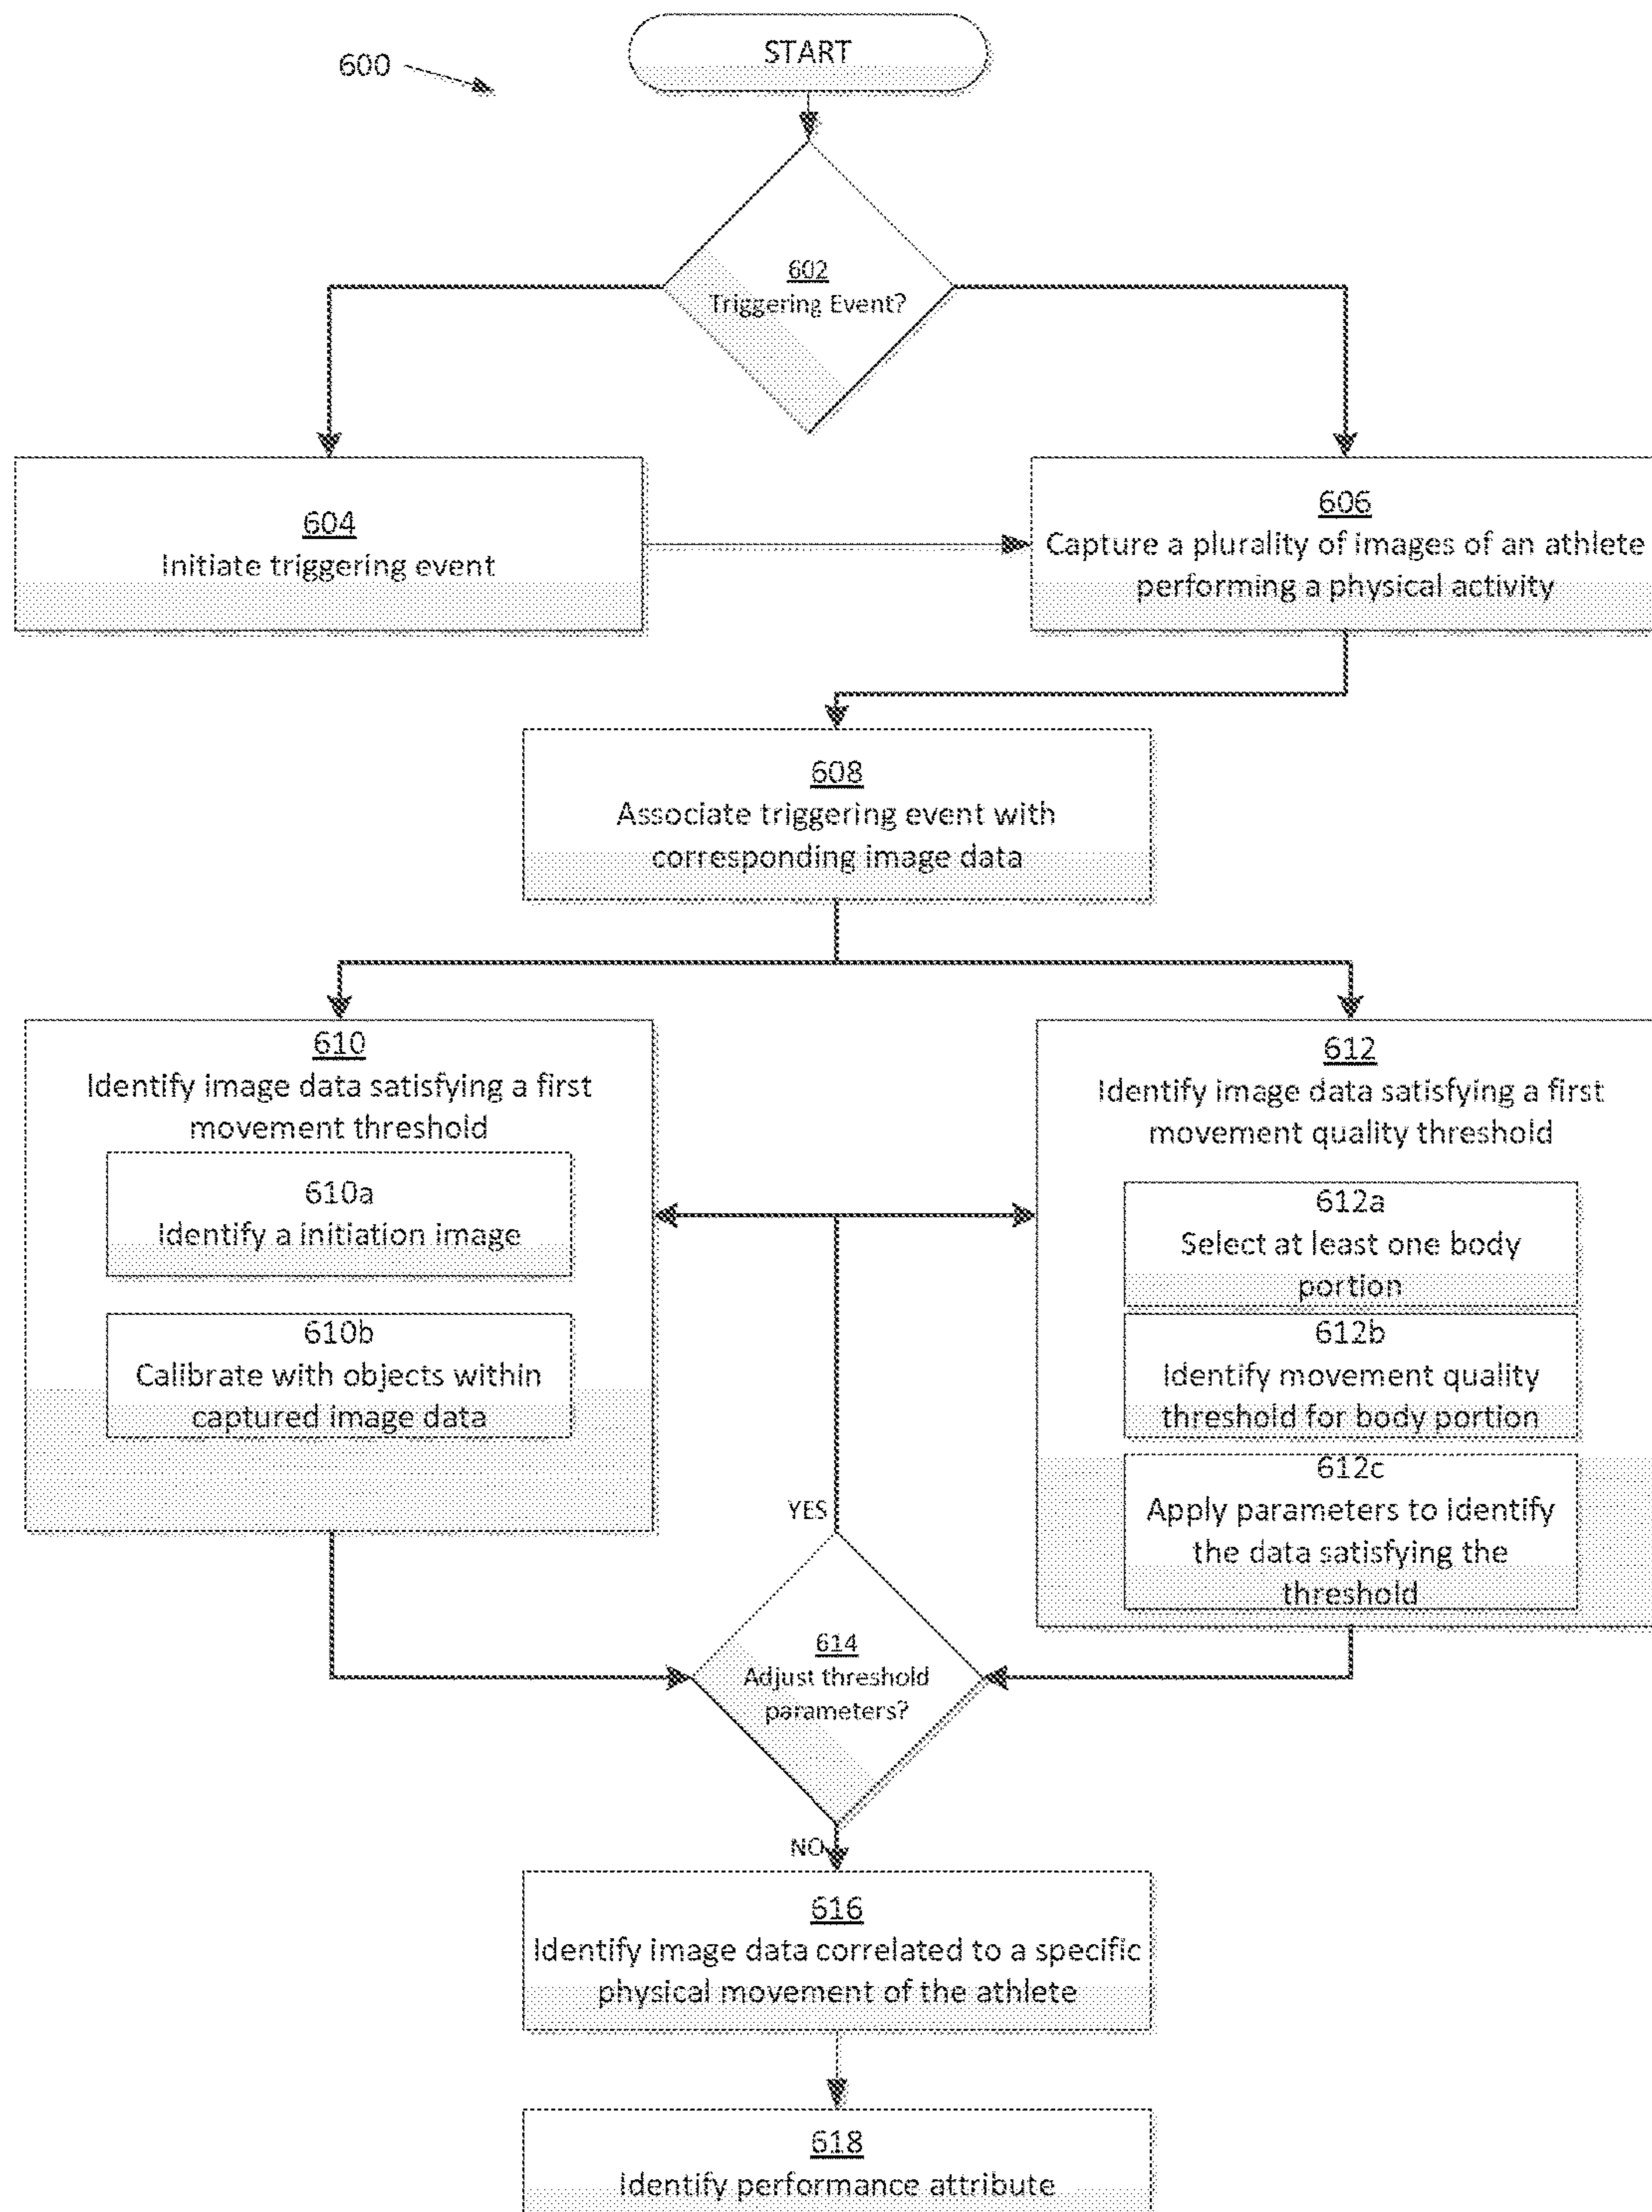 START
600
602
Triggering Event?
604
Initiate triggering event
606
Capture a plurality of images of an athlete
performing a physical activity
608
Associate triggering event with
corresponding image data
610
Identify image data satisfying a first
movement threshold
610a
Identify a initiation image
610b
Calibrate with objects within
captured image data
612
Identify image data satisfying a first
movement quality threshold
612a
Select at least one body
portion
612b
Identify movement quality
threshold for body portion
612c
Apply parameters to identify
the data satisfying the
threshold
YES
614
Adjust threshold
parameters?
NO
616
Identify image data correlated to a specific
physical movement of the athlete
618
Identify performance attribute